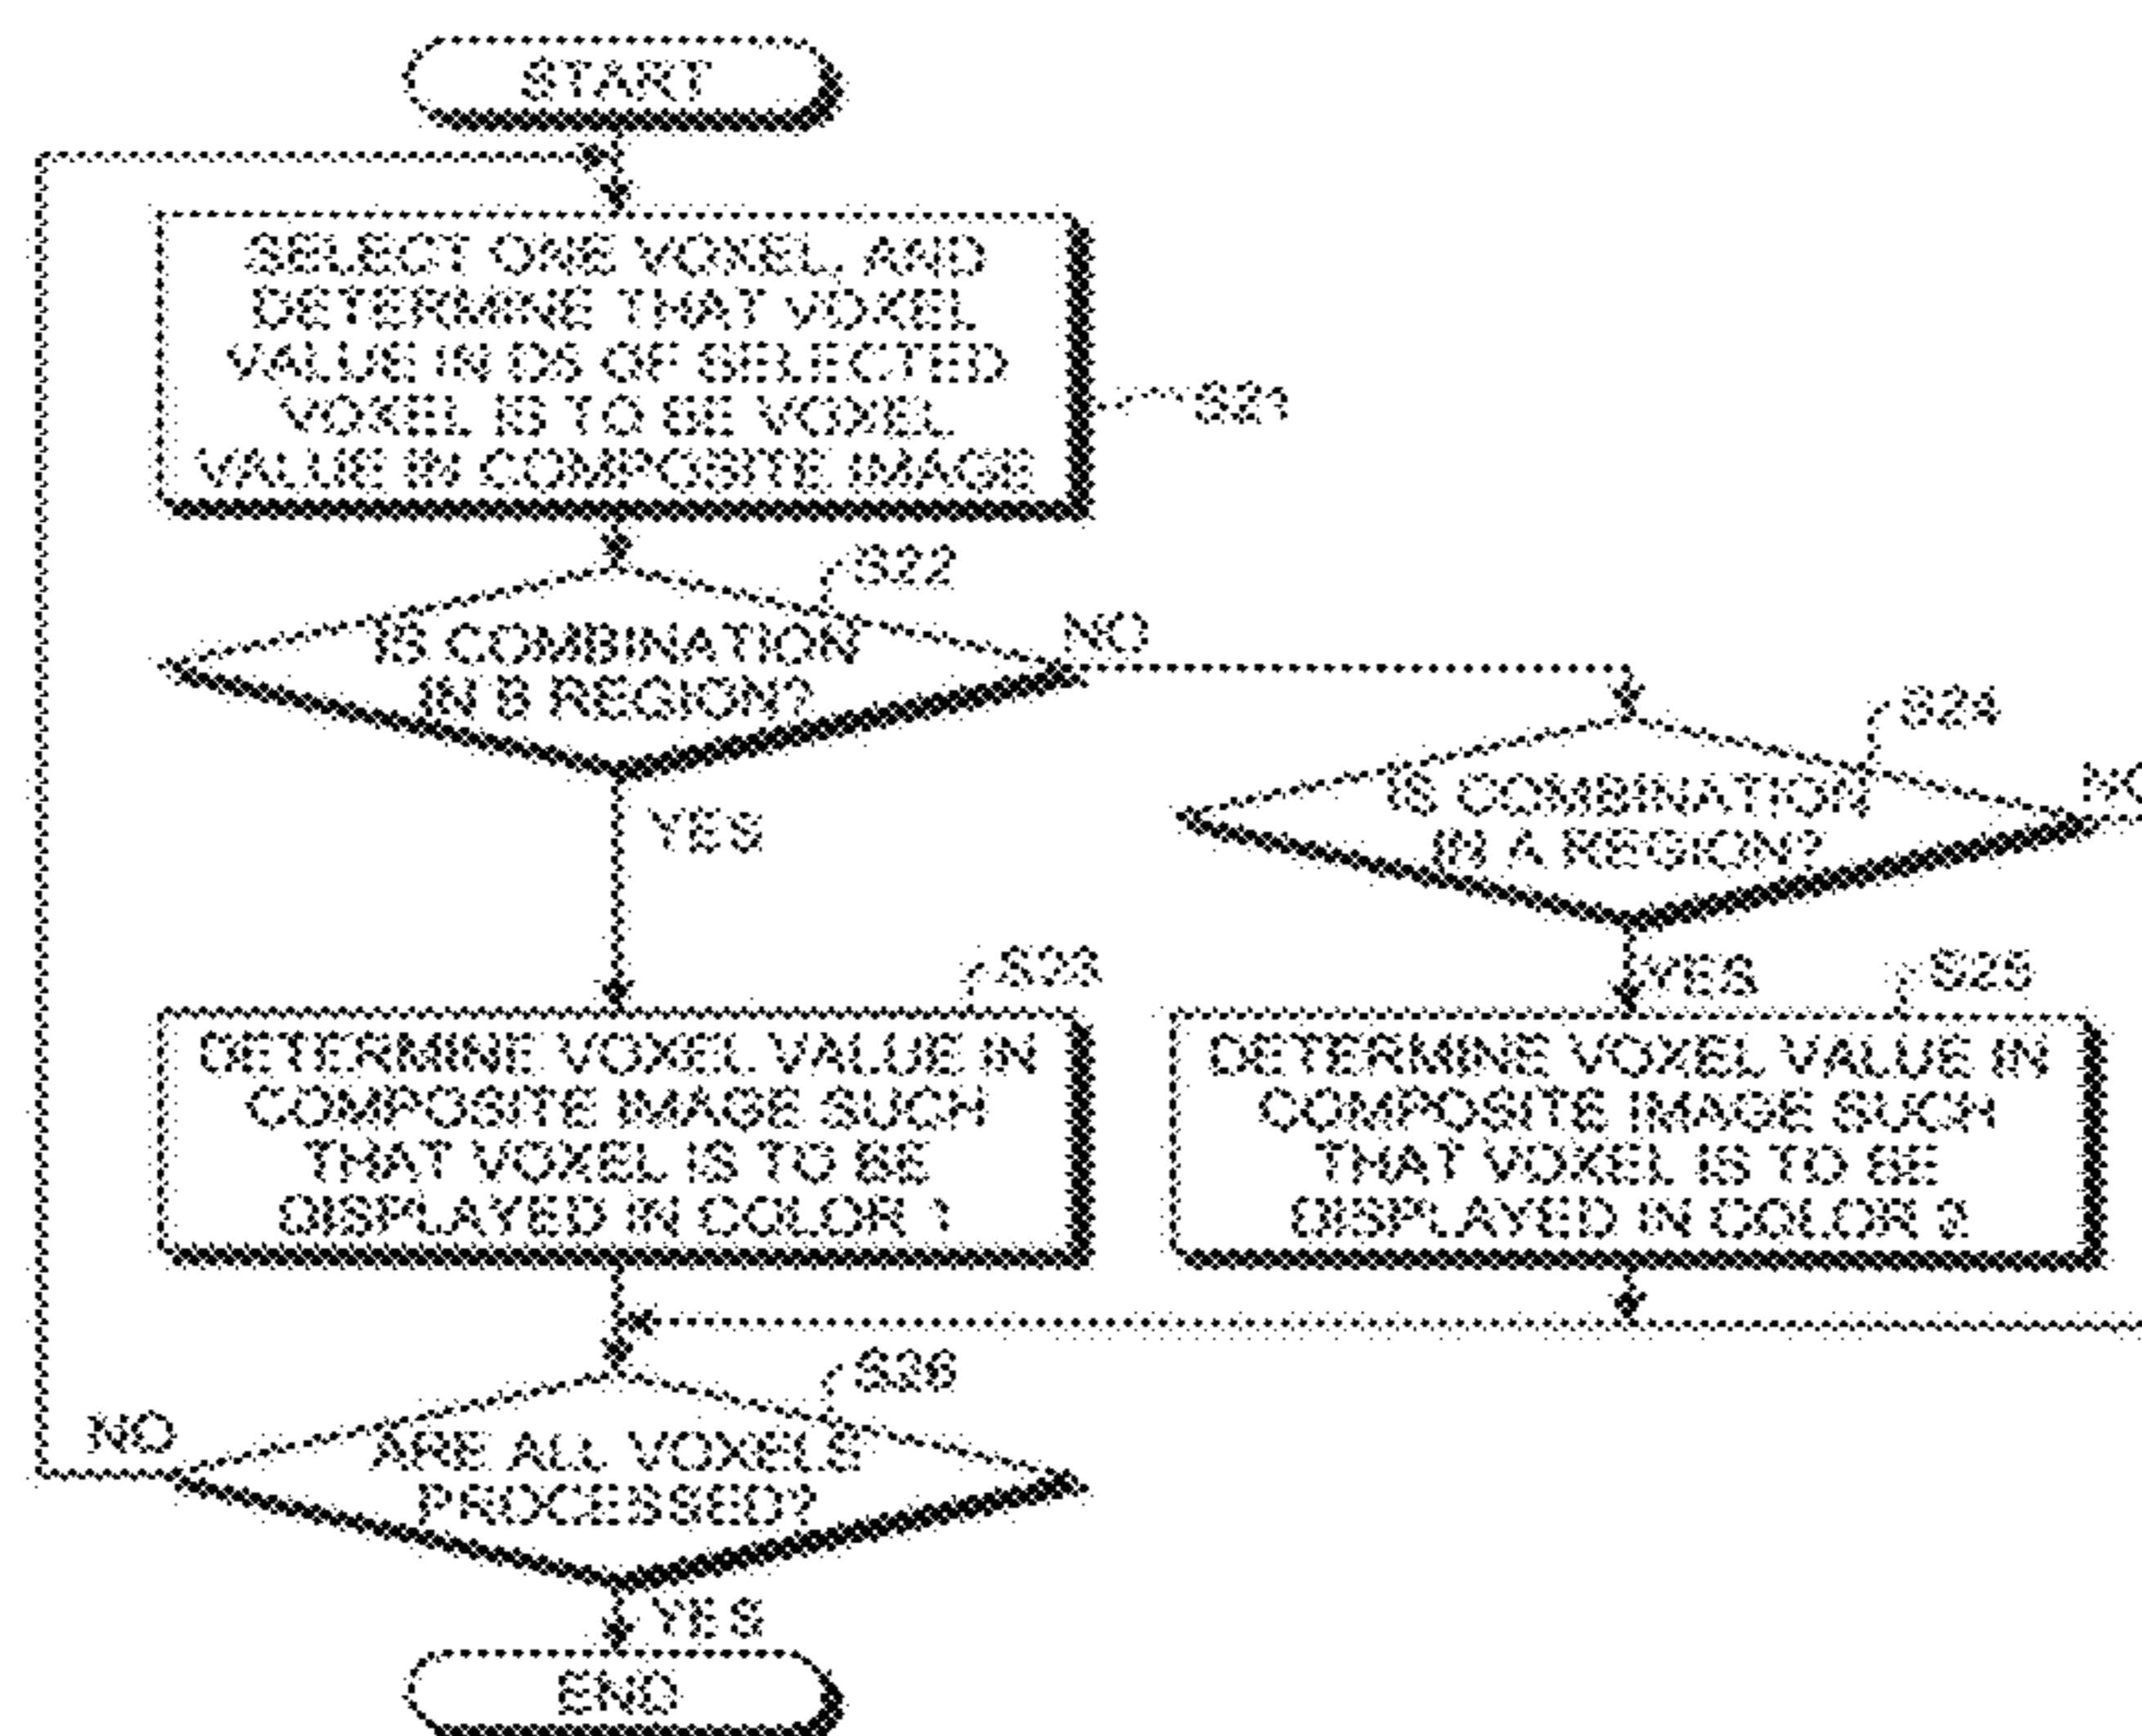 START
SELECT ONE VOXEL, AND
DETERMINE THAT VOXEL
VALUE IN DS OF SELECTED
VOXEL IS TO BE VOXEL
VALUE IN COMPOSITE IMAGE
S21
S22
IS COMBINATION
IN B REGION?
NO
YES
S24
IS COMBINATION
IN A REGION?
NO
YES
S23
DETERMINE VOXEL VALUE IN
COMPOSITE IMAGE SUCH
THAT VOXEL IS TO BE
DISPLAYED IN COLOR 1
S25
DETERMINE VOXEL VALUE IN
COMPOSITE IMAGE SUCH
THAT VOXEL IS TO BE
DISPLAYED IN COLOR 2
S26
ARE ALL VOXELS
PROCESSED?
NO
YES
END